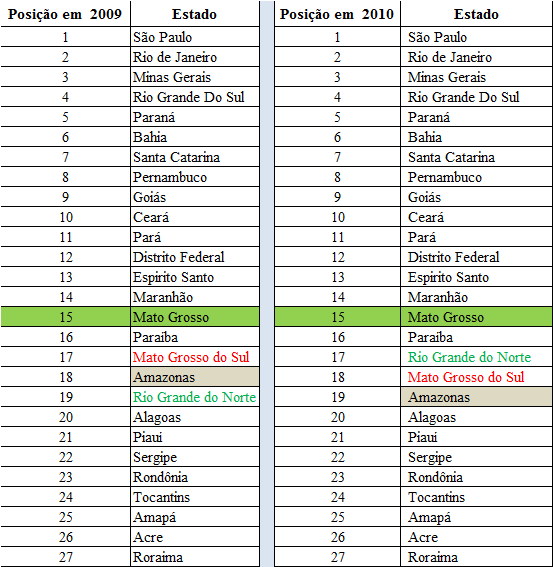 Posição em 2009 Estado Posição em 2010 Estado
1 São Paulo 1 São Paulo
2 Rio de Janeiro 2 Rio de Janeiro
3 Minas Gerais 3 Minas Gerais
4 Rio Grande Do Sul 4 Rio Grande Do Sul
5 Paraná 5 Paraná
6 Bahia 6 Bahia
7 Santa Catarina 7 Santa Catarina
8 Pernambuco 8 Pernambuco
9 Goiás 9 Goiás
10 Ceará 10 Ceará
11 Pará 11 Pará
12 Distrito Federal 12 Distrito Federal
13 Espirito Santo 13 Espirito Santo
14 Maranhão 14 Maranhão
15 Mato Grosso 15 Mato Grosso
16 Paraiba 16 Paraiba
17 Mato Grosso do Sul 17 Rio Grande do Norte
18 Amazonas 18 Mato Grosso do Sul
19 Rio Grande do Norte 19 Amazonas
20 Alagoas 20 Alagoas
21 Piaui 21 Piaui
22 Sergipe 22 Sergipe
23 Rondônia 23 Rondônia
24 Tocantins 24 Tocantins
25 Amapá 25 Amapá
26 Acre 26 Acre
27 Roraima 27 Roraima